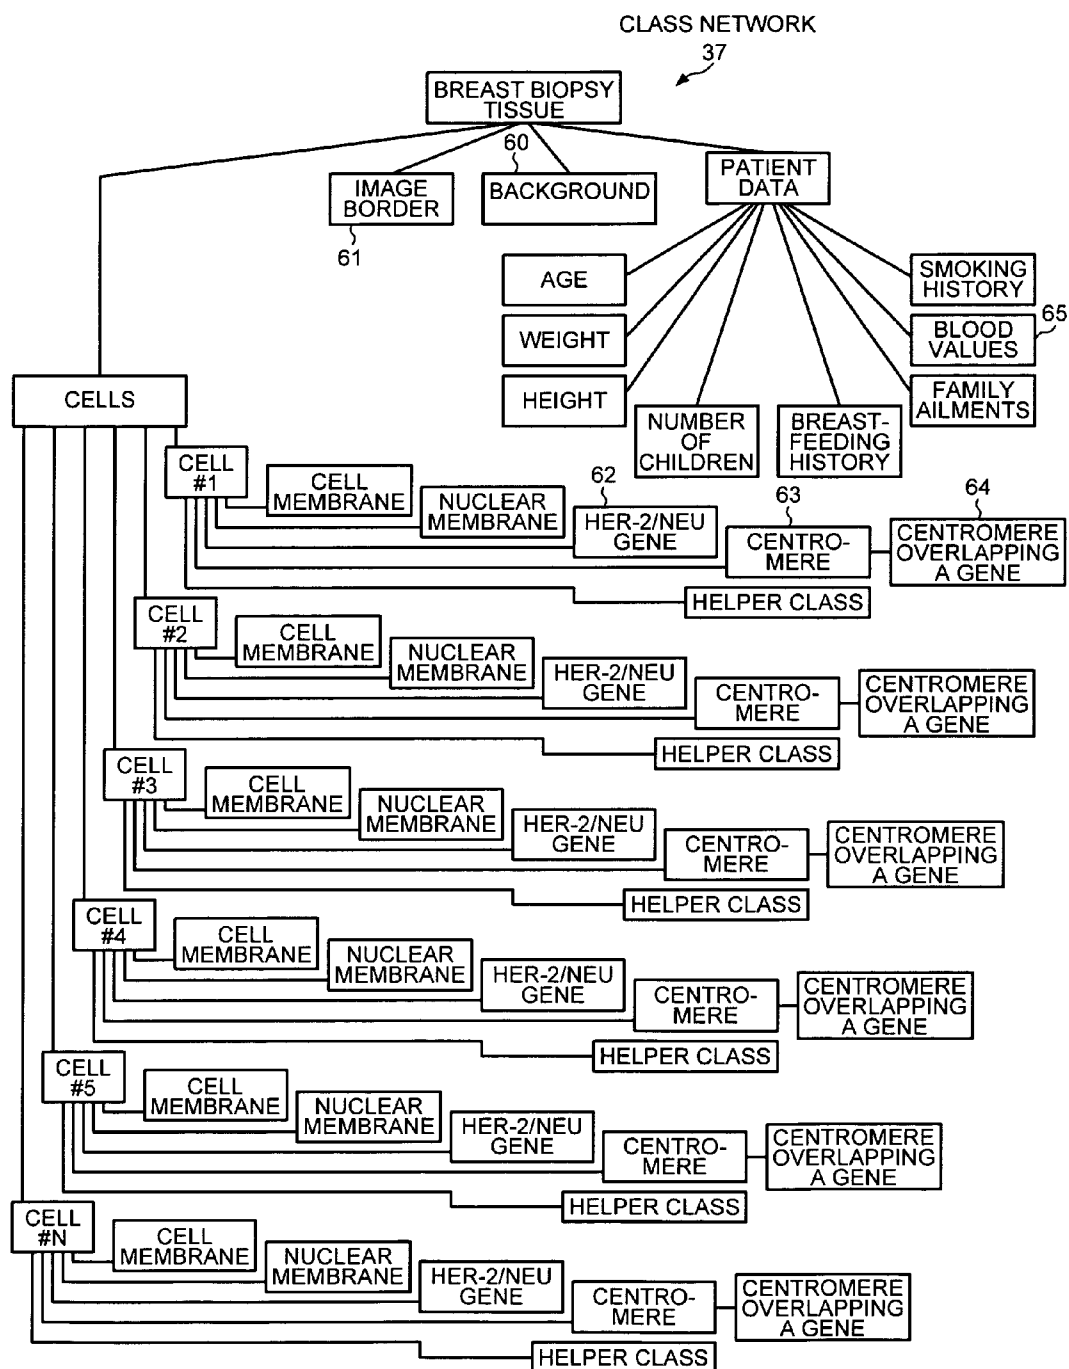 CLASS NETWORK
37
BREAST BIOPSY
TISSUE
60
IMAGE
BORDER
61
BACKGROUND
PATIENT
DATA
AGE
WEIGHT
HEIGHT
NUMBER
OF
CHILDREN
BREAST-
FEEDING
HISTORY
SMOKING
HISTORY
BLOOD
VALUES
65
FAMILY
AILMENTS
CELLS
CELL
#1
CELL
MEMBRANE
NUCLEAR
MEMBRANE
62
HER-2/NEU
GENE
63
CENTRO-
MERE
64
CENTROMERE
OVERLAPPING
A GENE
HELPER CLASS
CELL
#2
CELL
MEMBRANE
NUCLEAR
MEMBRANE
HER-2/NEU
GENE
CENTRO-
MERE
CENTROMERE
OVERLAPPING
A GENE
HELPER CLASS
CELL
#3
CELL
MEMBRANE
NUCLEAR
MEMBRANE
HER-2/NEU
GENE
CENTRO-
MERE
CENTROMERE
OVERLAPPING
A GENE
HELPER CLASS
CELL
#4
CELL
MEMBRANE
NUCLEAR
MEMBRANE
HER-2/NEU
GENE
CENTRO-
MERE
CENTROMERE
OVERLAPPING
A GENE
HELPER CLASS
CELL
#5
CELL
MEMBRANE
NUCLEAR
MEMBRANE
HER-2/NEU
GENE
CENTRO-
MERE
CENTROMERE
OVERLAPPING
A GENE
HELPER CLASS
CELL
#N
CELL
MEMBRANE
NUCLEAR
MEMBRANE
HER-2/NEU
GENE
CENTRO-
MERE
CENTROMERE
OVERLAPPING
A GENE
HELPER CLASS